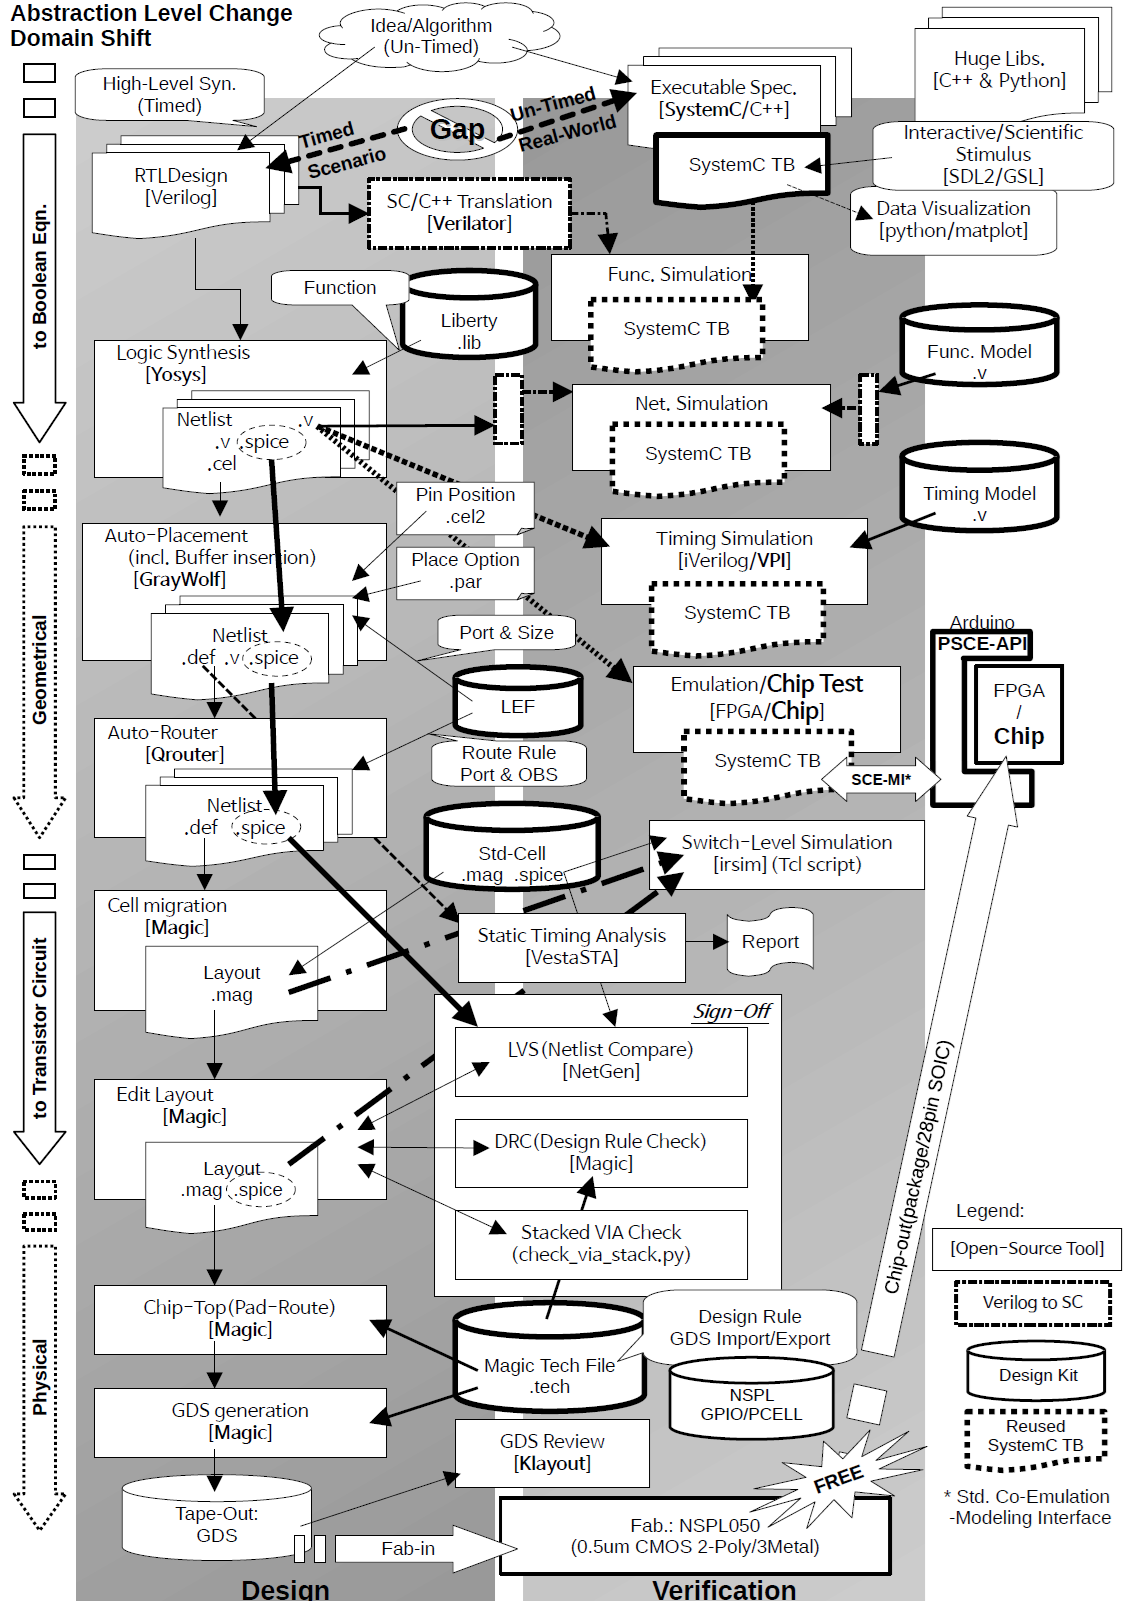 Abstraction Level Change
Domain Shift
Idea/Algorithm
(Un-Timed)
High-Level Syn.
(Timed)
Executable Spec.
[SystemC/C++]
Huge Libs.
[C++ & Python]
Gap
Timed
Scenario
Un-Timed
Real-World
SystemC TB
Interactive/Scientific
Stimulus
[SDL2/GSL]
Data Visualization
[python/matplot]
RTLDesign
[Verilog]
SC/C++ Translation
[Verilator]
to Boolean Eqn.
Function
Liberty
.lib
Func. Simulation
SystemC TB
Func. Model
.v
Logic Synthesis
[Yosys]
Netlist
.v
.v
.spice
.cel
Net. Simulation
SystemC TB
Timing Model
.v
Pin Position
.cel2
Place Option
.par
Auto-Placement
(incl. Buffer insention)
[GrayWolf]
Netlist
.def .v .spice
Timing Simulation
[iVerilog/VPI]
SystemC TB
Geometrical
Port & Size
LEF
Route Rule
Port & OBS
Arduino
PSCE-API
FPGA
/
Chip
Emulation/Chip Test
[FPGA/Chip]
SystemC TB
SCE-MI*
Auto-Router
[Qrouter]
Netlist
.def .spice
Std-Cell
.mag .spice
Switch-Level Simulation
[irsim] (Tcl script)
Cell migration
[Magic]
Layout
.mag
Static Timing Analysis
[VestaSTA]
Report
to Transistor Circuit
Sign-Off
LVS(Netlist Compare)
[NetGen]
DRC(Design Rule Check)
[Magic]
Stacked VIA Check
(check_via_stack.py)
Edit Layout
[Magic]
Layout
.mag .spice
Chip-out(package/28pin SOIC)
Legend:
[Open-Source Tool]
Verilog to SC
Design Kit
Reused
SystemC TB
* Std. Co-Emulation
-Modeling Interface
Physical
Chip-Top(Pad-Route)
[Magic]
Magic Tech File
.tech
Design Rule
GDS Import/Export
NSPL
GPIO/PCELL
GDS generation
[Magic]
GDS Review
[Klayout]
FREE
Tape-Out:
GDS
Fab-in
Fab.: NSPL050
(0.5um CMOS 2-Poly/3Metal)
Design
Verification